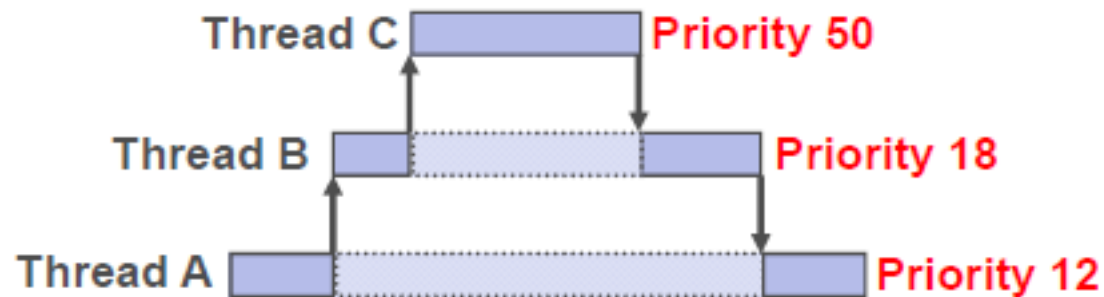 Thread C Priority 50
Thread B Priority 18
Thread A Priority 12